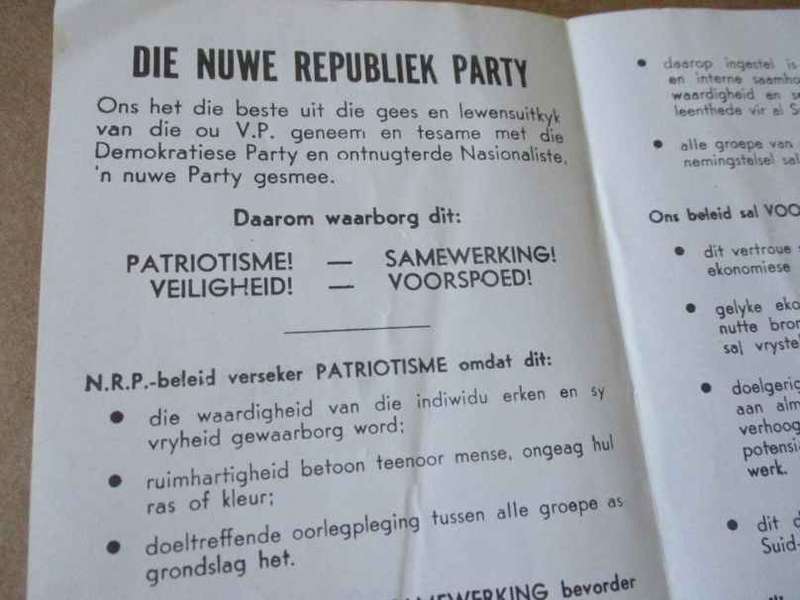 DIE NUWE REPUBLIEK PARTY
Ons het die beste uit die gees en lewensuitkyk
van die ou V.P. geneem en tesame met die
Demokratiese Party en ontnugterde Nasionaliste,
'n nuwe Party gesmee.
Daarom waarborg dit:
PATRIOTISME! — SAMEWERKING!
VEILIGHEID! — VOORSPOED!
N.R.P.-beleid verseker PATRIOTISME omdat dit:
● die waardigheid van die indiwidu erken en sy
vryheid gewaarborg word;
● ruimhartigheid betoon teenoor mense, ongeag hul
ras of kleur;
● doeltreffende oorlegpleging tussen alle groepe as
grondslag het.
bevorder
● daarop ingestel is
en interne saamho
waardigheid en s
leenthede vir al S
● alle groepe van
nemingstelsel sal
Ons beleid sal VOO
● dit vertroue
ekonomiese
● gelyke eko
nutte bron
sal vryste
● doelgerig
aan alm
verhoog
potensi
werk.
● dit d
Suid-